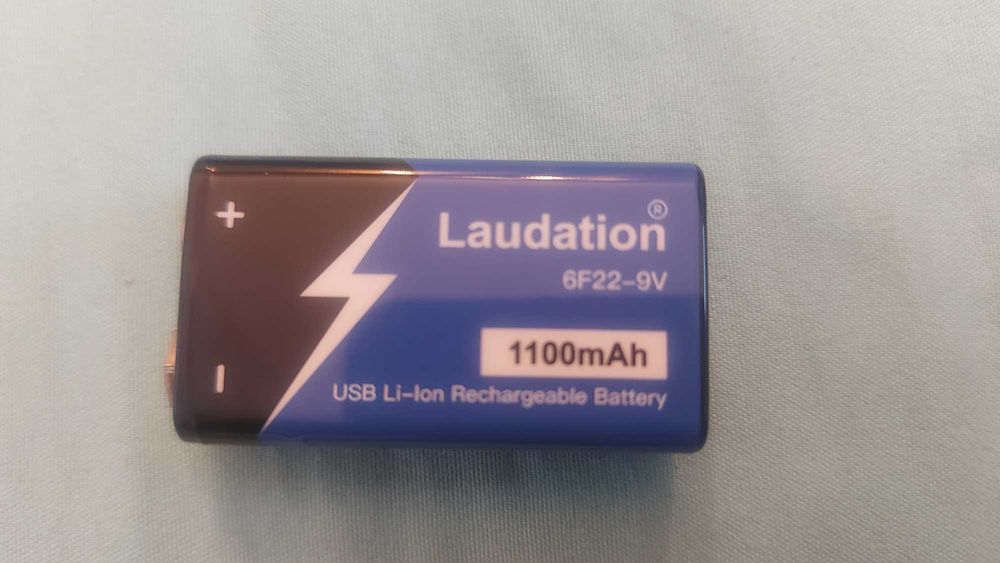 +
Laudation®
6F22-9V
1100mAh
–
USB Li-Ion Rechargeable Battery